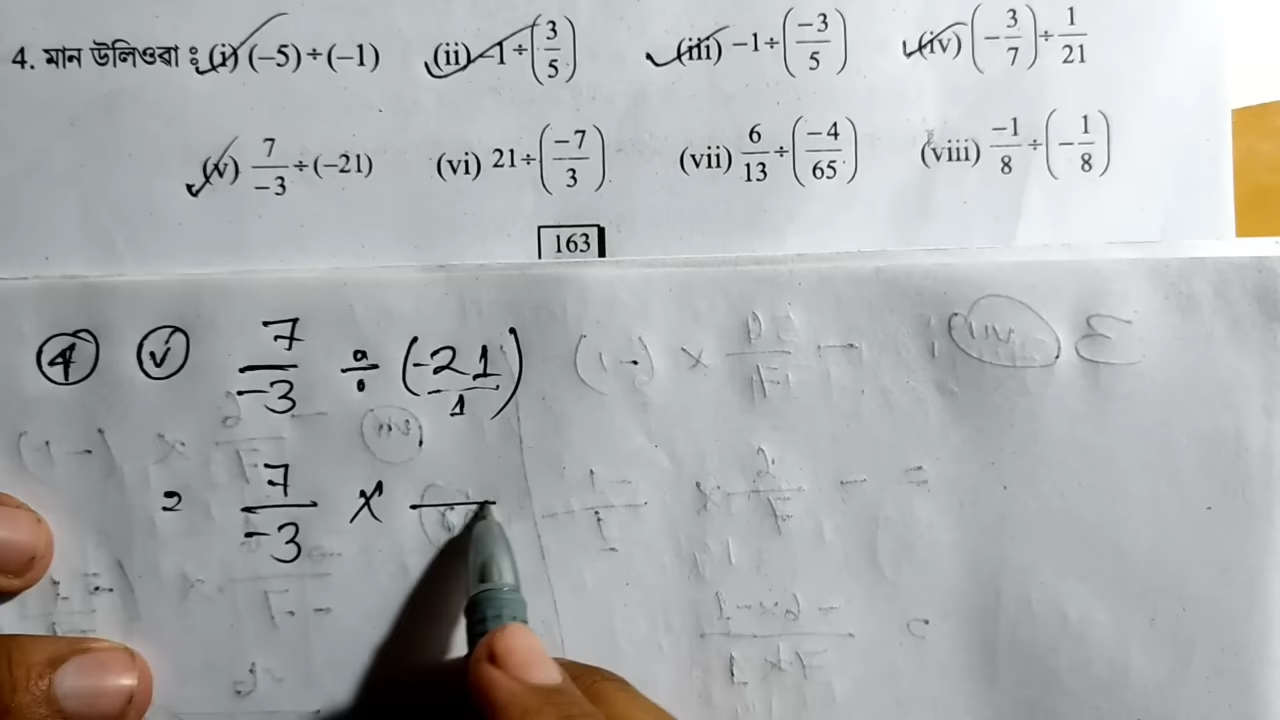 4. মান উলিওৱা ঃ (i) (−5)÷(−1) (ii) −1÷(3/5) (iii) −1÷(−3/5) (iv) (−3/7)÷1/21
(v) 7/−3÷(−21) (vi) 21÷(−7/3) (vii) 6/13÷(−4/65) (viii) −1/8÷(−1/8)
163
4 v 7/−3 ÷ (−21/1)
= 7/−3 ×